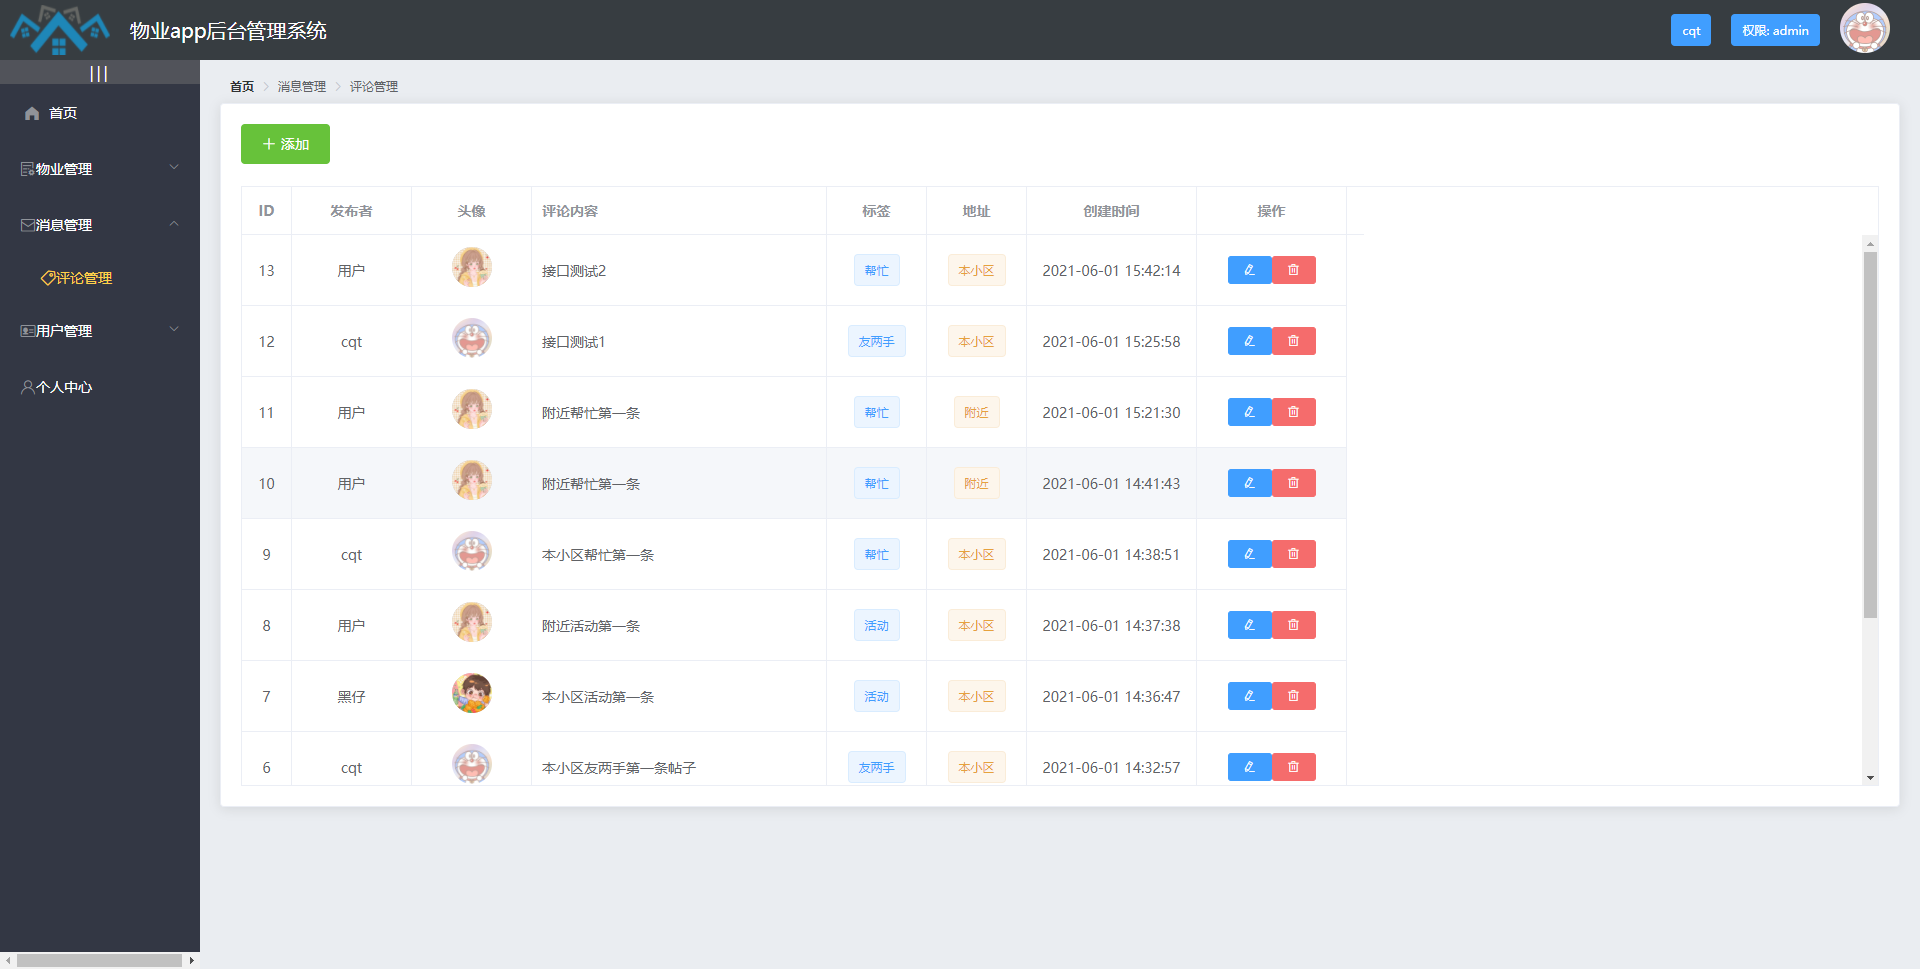 物业app后台管理系统
cqt
权限: admin
|||
首页
物业管理
消息管理
评论管理
用户管理
个人中心
首页 > 消息管理 > 评论管理
+ 添加
ID 发布者 头像 评论内容 标签 地址 创建时间 操作
13 用户 接口测试2 帮忙 本小区 2021-06-01 15:42:14
12 cqt 接口测试1 友两手 本小区 2021-06-01 15:25:58
11 用户 附近帮忙第一条 帮忙 附近 2021-06-01 15:21:30
10 用户 附近帮忙第一条 帮忙 附近 2021-06-01 14:41:43
9 cqt 本小区帮忙第一条 帮忙 本小区 2021-06-01 14:38:51
8 用户 附近活动第一条 活动 本小区 2021-06-01 14:37:38
7 黑仔 本小区活动第一条 活动 本小区 2021-06-01 14:36:47
6 cqt 本小区友两手第一条帖子 友两手 本小区 2021-06-01 14:32:57